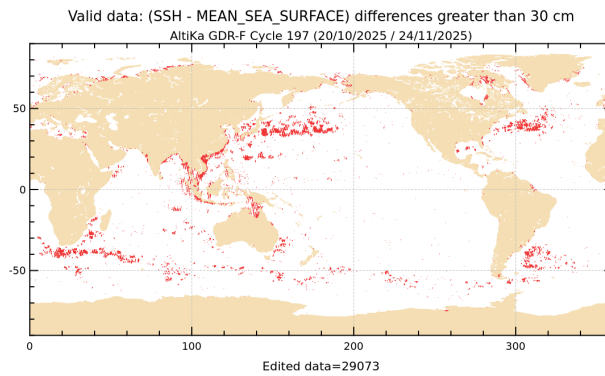 Valid data: (SSH - MEAN_SEA_SURFACE) differences greater than 30 cm
AltiKa GDR-F Cycle 197 (20/10/2025 / 24/11/2025)
50
0
-50
0
100
200
300
Edited data=29073